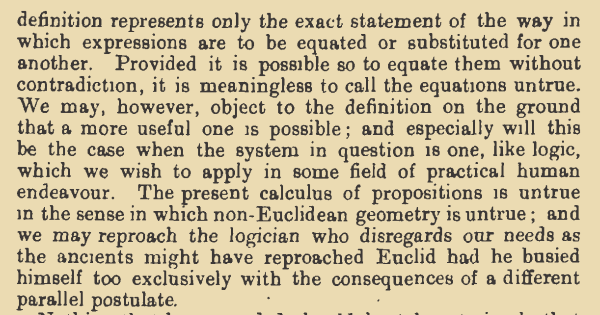 definition represents only the exact statement of the way in
which expressions are to be equated or substituted for one
another. Provided it is possible so to equate them without
contradiction, it is meaningless to call the equations untrue.
We may, however, object to the definition on the ground
that a more useful one is possible; and especially will this
be the case when the system in question is one, like logic,
which we wish to apply in some field of practical human
endeavour. The present calculus of propositions is untrue
in the sense in which non-Euclidean geometry is untrue; and
we may reproach the logician who disregards our needs as
the ancients might have reproached Euclid had he busied
himself too exclusively with the consequences of a different
parallel postulate.